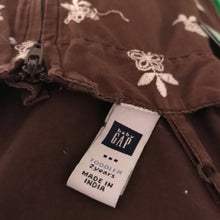 baby
GAP
TODDLER
2 years
MADE IN
INDIA